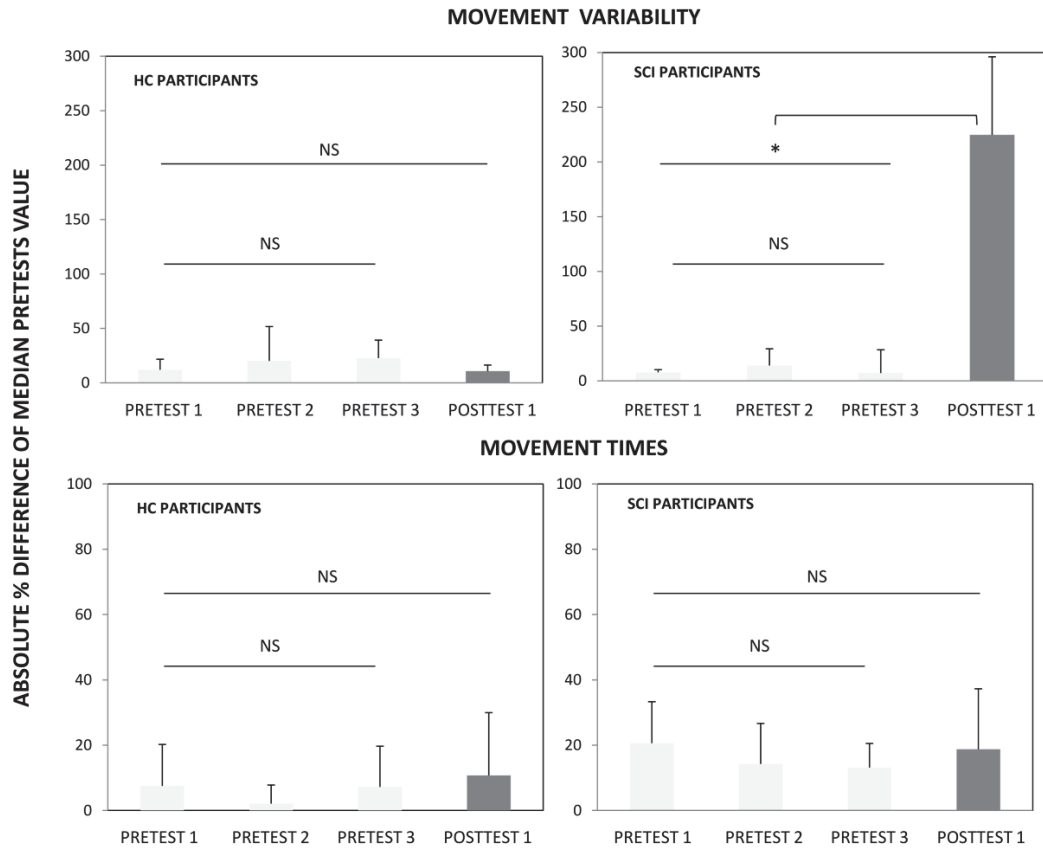 MOVEMENT VARIABILITY
ABSOLUTE % DIFFERENCE OF MEDIAN PRETESTS VALUE
HC PARTICIPANTS
300
250
200
150
100
50
0
NS
NS
PRETEST 1 PRETEST 2 PRETEST 3 POSTTEST 1
SCI PARTICIPANTS
300
250
200
150
100
50
0
*
NS
PRETEST 1 PRETEST 2 PRETEST 3 POSTTEST 1
MOVEMENT TIMES
HC PARTICIPANTS
100
80
60
40
20
0
NS
NS
PRETEST 1 PRETEST 2 PRETEST 3 POSTTEST 1
SCI PARTICIPANTS
100
80
60
40
20
0
NS
NS
PRETEST 1 PRETEST 2 PRETEST 3 POSTTEST 1